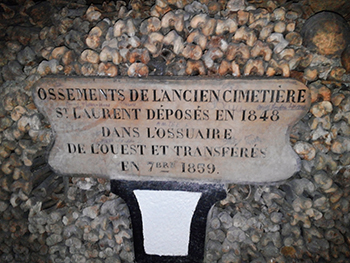 OSSEMENTS DE L'ANCIEN CIMETIÈRE
ST LAURENT DÉPOSÉS EN 1848
DANS L'OSSUAIRE
DE L'OUEST ET TRANSFÉRÉS
EN 7BRE 1859.